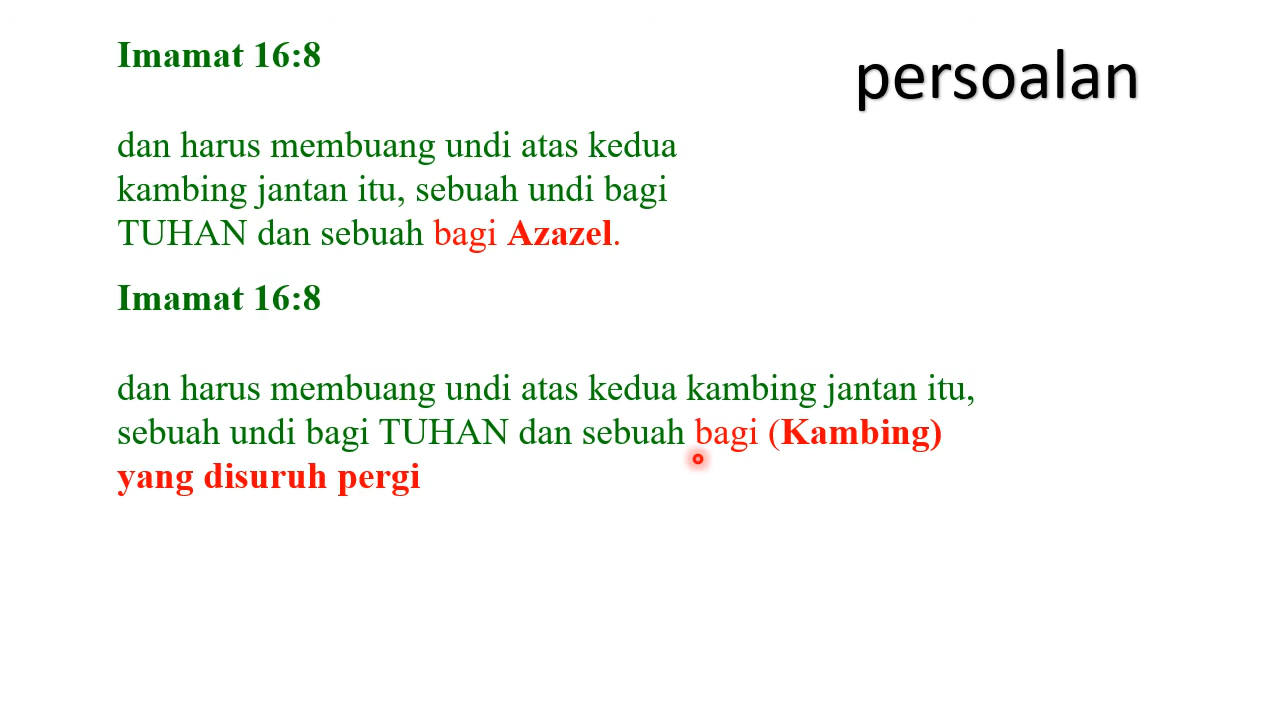 Imamat 16:8
persoalan
dan harus membuang undi atas kedua
kambing jantan itu, sebuah undi bagi
TUHAN dan sebuah bagi Azazel.
Imamat 16:8
dan harus membuang undi atas kedua kambing jantan itu,
sebuah undi bagi TUHAN dan sebuah bagi (Kambing)
yang disuruh pergi